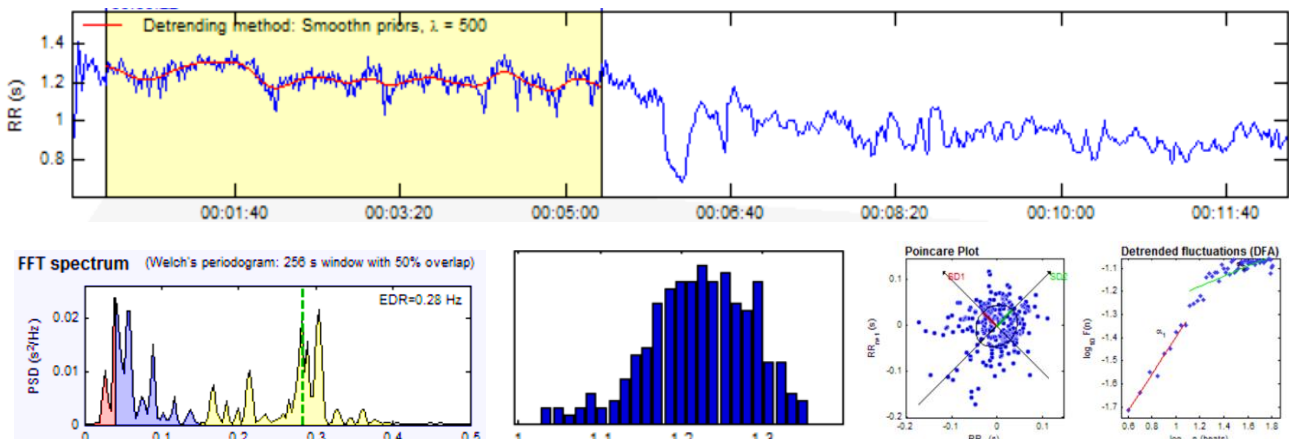 Detrending method: Smoothn priors, λ = 500
RR (s)
1.4
1.2
1
0.8
00:01:40 00:03:20 00:05:00 00:06:40 00:08:20 00:10:00 00:11:40
FFT spectrum (Welch's periodogram: 256 s window with 50% overlap)
EDR=0.28 Hz
PSD (s²/Hz)
0.02
0.01
0
0 0.1 0.2 0.3 0.4 0.5
1 1.1 1.2 1.3
Poincare Plot
SD1
SD2
RRn+1 (s)
0.1
0
-0.1
-0.2
-0.2 -0.1 0 0.1
Detrended fluctuations (DFA)
α1
log10 F(n)
-1.1
-1.2
-1.3
-1.4
-1.5
-1.6
-1.7
0.6 0.8 1 1.2 1.4 1.6 1.8